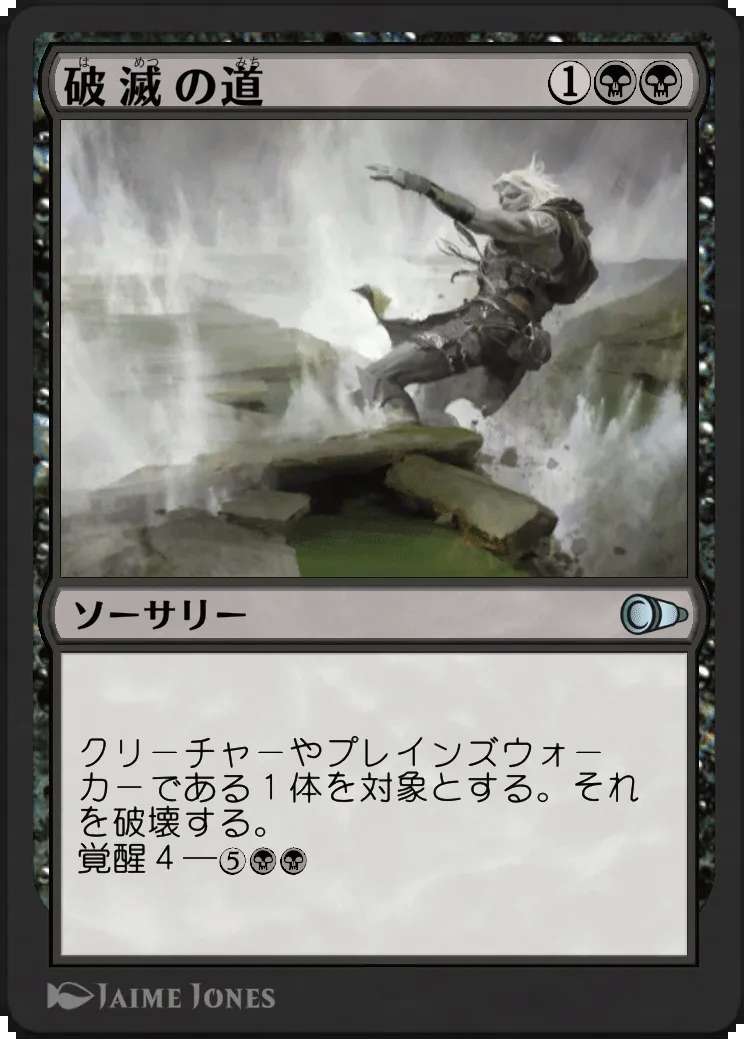 破滅の道 1
ソーサリー
クリーチャーやプレインズウォー
カーである1体を対象とする。それ
を破壊する。
覚醒4―5
JAIME JONES